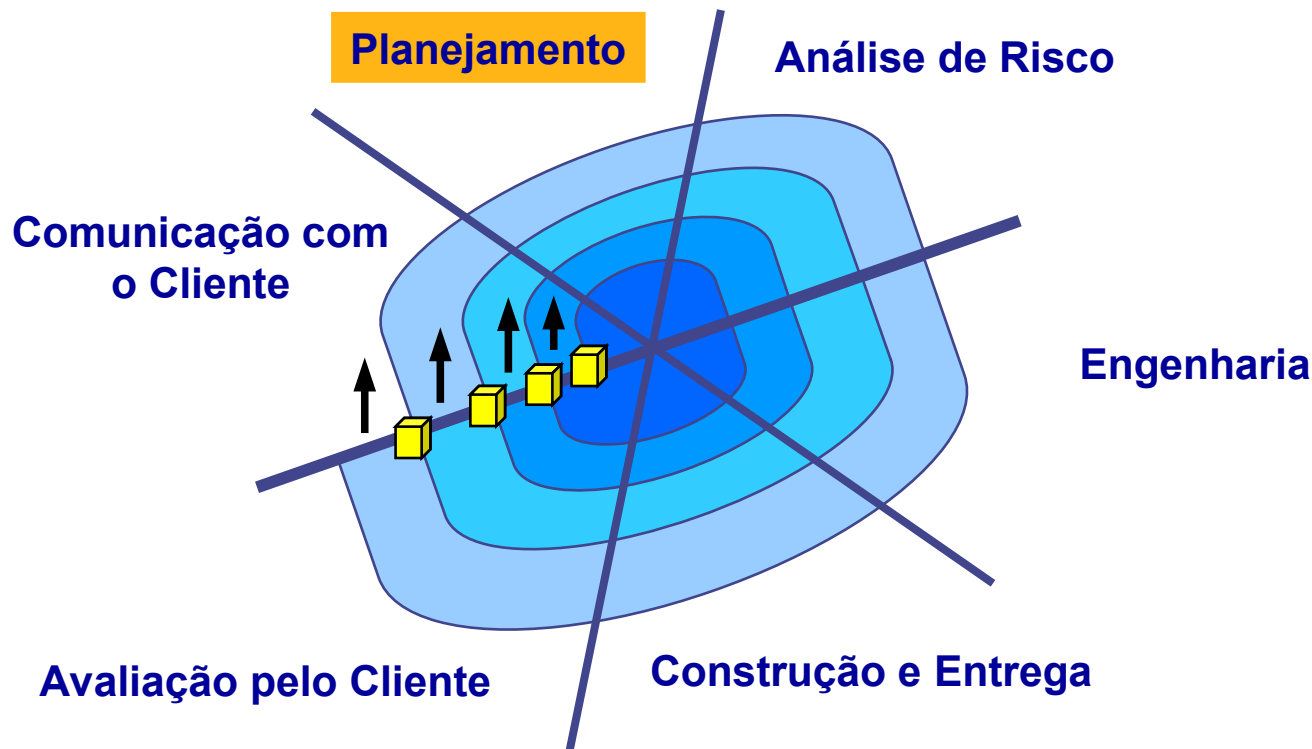 Planejamento
Análise de Risco
Comunicação com
o Cliente
Engenharia
Avaliação pelo Cliente
Construção e Entrega